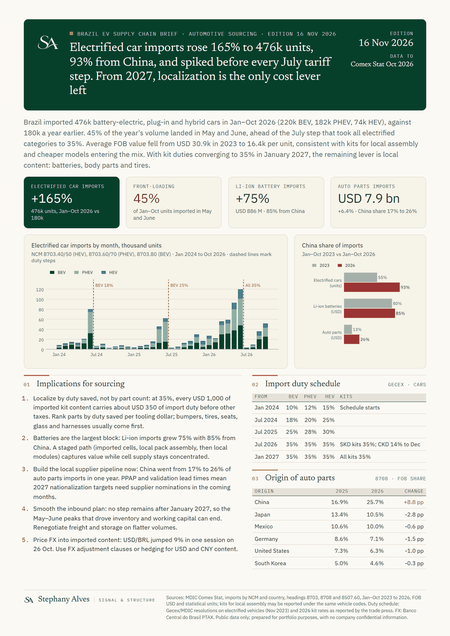 SA
BRAZIL EV SUPPLY CHAIN BRIEF · AUTOMOTIVE SOURCING · EDITION 16 NOV 2026
Electrified car imports rose 165% to 476k units,
93% from China, and spiked before every July tariff
step. From 2027, localization is the only cost lever
left
EDITION
16 Nov 2026
DATA TO
Comex Stat Oct 2026
Brazil imported 476k battery-electric, plug-in and hybrid cars in Jan–Oct 2026 (220k BEV, 182k PHEV, 74k HEV), against
180k a year earlier. 45% of the year's volume landed in May and June, ahead of the July step that took all electrified
categories to 35%. Average FOB value fell from USD 30.9k in 2023 to 16.4k per unit, consistent with kits for local assembly
and cheaper models entering the mix. With kit duties converging to 35% in January 2027, the remaining lever is local
content: batteries, body parts and tires.
ELECTRIFIED CAR IMPORTS
+165%
476k units, Jan–Oct 2026 vs
180k
FRONT-LOADING
45%
of Jan–Oct units imported in May
and June
LI-ION BATTERY IMPORTS
+75%
USD 886 M · 85% from China
AUTO PARTS IMPORTS
USD 7.9 bn
+6.4% · China share 17% to 26%
Electrified car imports by month, thousand units
NCM 8703.40/50 (HEV), 8703.60/70 (PHEV), 8703.80 (BEV) · Jan 2024 to Oct 2026 · dashed lines mark
duty steps
BEV PHEV HEV
BEV 18% BEV 25% All 35%
120
100
80
60
40
20
0
Jan 24 Jul 24 Jan 25 Jul 25 Jan 26 Jul 26
China share of imports
Jan–Oct 2023 vs Jan–Oct 2026
2023 2026
Electrified cars
(units)
93%
Li-ion batteries
(USD)
80%
85%
Auto parts
(USD)
13%
26%
01 Implications for sourcing
1. Localize by duty saved, not by part count: at 35%, every USD 1,000 of
imported kit content carries about USD 350 of import duty before other
taxes. Rank parts by duty saved per tooling dollar; bumpers, tires, seats,
glass and harnesses usually come first.
2. Batteries are the largest block: Li-ion imports grew 75% with 85% from
China. A staged path (imported cells, local pack assembly, then local
modules) captures value while cell supply stays concentrated.
3. Build the local supplier pipeline now: China went from 17% to 26% of
auto parts imports in one year. PPAP and validation lead times mean
2027 nationalization targets need supplier nominations in the coming
months.
4. Smooth the inbound plan: no step remains after January 2027, so the
May–June peaks that drove inventory and working capital can end.
Renegotiate freight and storage on flatter volumes.
5. Price FX into imported content: USD/BRL jumped 9% in one session on
26 Oct. Use FX adjustment clauses or hedging for USD and CNY content.
02 Import duty schedule
GECEX · CARS
FROM BEV PHEV HEV KITS
Jan 2024 10% 12% 15% Schedule starts
Jul 2024 18% 20% 25%
Jul 2025 25% 28% 30%
Jul 2026 35% 35% 35% SKD kits 35%; CKD 14% to Dec
Jan 2027 35% 35% 35% All kits 35%
03 Origin of auto parts
8708 · FOB SHARE
ORIGIN 2025 2026 CHANGE
China 16.9% 25.7% +8.8 pp
Japan 13.4% 10.5% −2.8 pp
Mexico 10.6% 10.0% −0.6 pp
Germany 8.6% 7.1% −1.5 pp
United States 7.3% 6.3% −1.0 pp
South Korea 5.0% 4.6% −0.3 pp
SA Stephany Alves | SIGNAL & STRUCTURE
Sources: MDIC Comex Stat, imports by NCM and country, headings 8703, 8708 and 8507.60, Jan 2023 to Oct 2026, FOB
USD and statistical units; kits for local assembly may be reported under the same vehicle codes. Duty schedule:
Gecex/MDIC resolutions on electrified vehicles (Nov 2023) and 2026 kit rates as reported by the trade press. FX: Banco
Central do Brasil PTAX. Public data only; prepared for portfolio purposes, with no company confidential information.